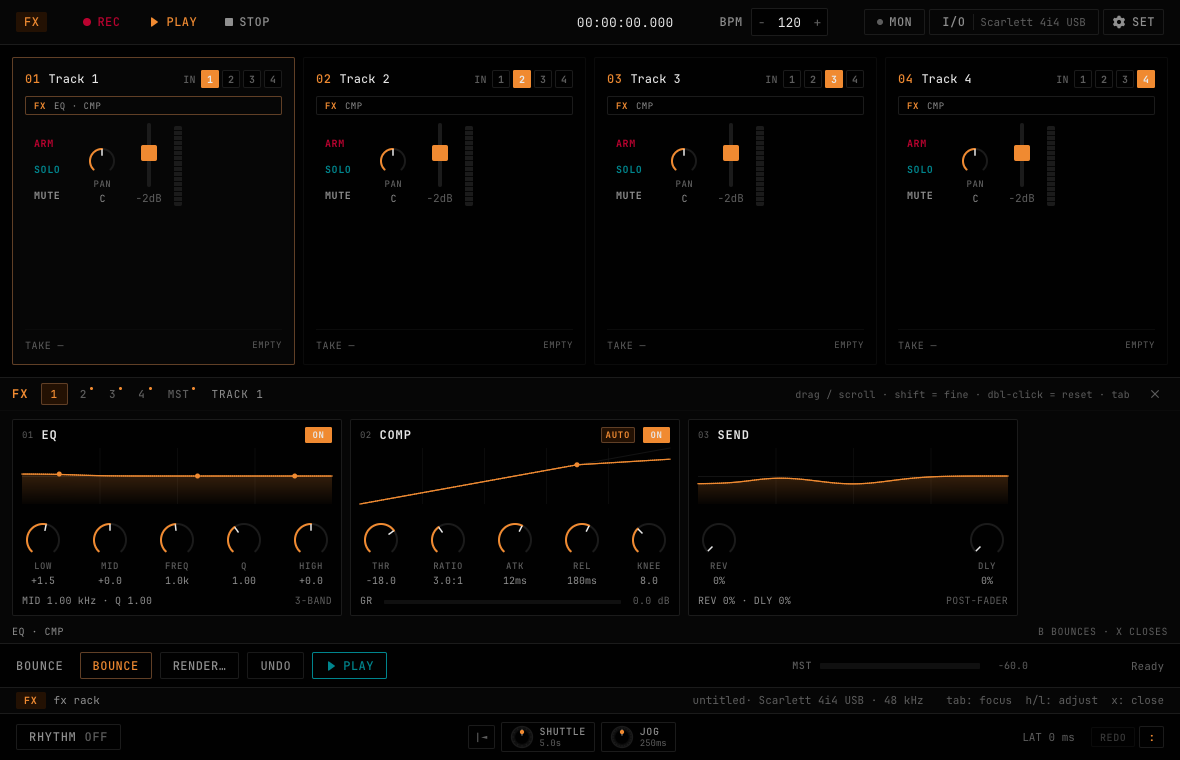 FX REC PLAY STOP 00:00:00.000 BPM - 120 + MON I/O Scarlett 4i4 USB SET
01 Track 1 IN 1 2 3 4
FX EQ · CMP
ARM
SOLO
MUTE
PAN
C
-2dB
TAKE — EMPTY
02 Track 2 IN 1 2 3 4
FX CMP
ARM
SOLO
MUTE
PAN
C
-2dB
TAKE — EMPTY
03 Track 3 IN 1 2 3 4
FX CMP
ARM
SOLO
MUTE
PAN
C
-2dB
TAKE — EMPTY
04 Track 4 IN 1 2 3 4
FX CMP
ARM
SOLO
MUTE
PAN
C
-2dB
TAKE — EMPTY
FX 1 2 3 4 MST TRACK 1 drag / scroll · shift = fine · dbl-click = reset · tab
01 EQ ON
LOW MID FREQ Q HIGH
+1.5 +0.0 1.0k 1.00 +0.0
MID 1.00 kHz · Q 1.00 3-BAND
02 COMP AUTO ON
THR RATIO ATK REL KNEE
-18.0 3.0:1 12ms 180ms 8.0
GR 0.0 dB
03 SEND
REV DLY
0% 0%
REV 0% · DLY 0% POST-FADER
EQ · CMP B BOUNCES · X CLOSES
BOUNCE BOUNCE RENDER… UNDO PLAY MST -60.0 Ready
FX fx rack untitled· Scarlett 4i4 USB · 48 kHz tab: focus h/l: adjust x: close
RHYTHM OFF |→ SHUTTLE 5.0s JOG 250ms LAT 0 ms REDO :